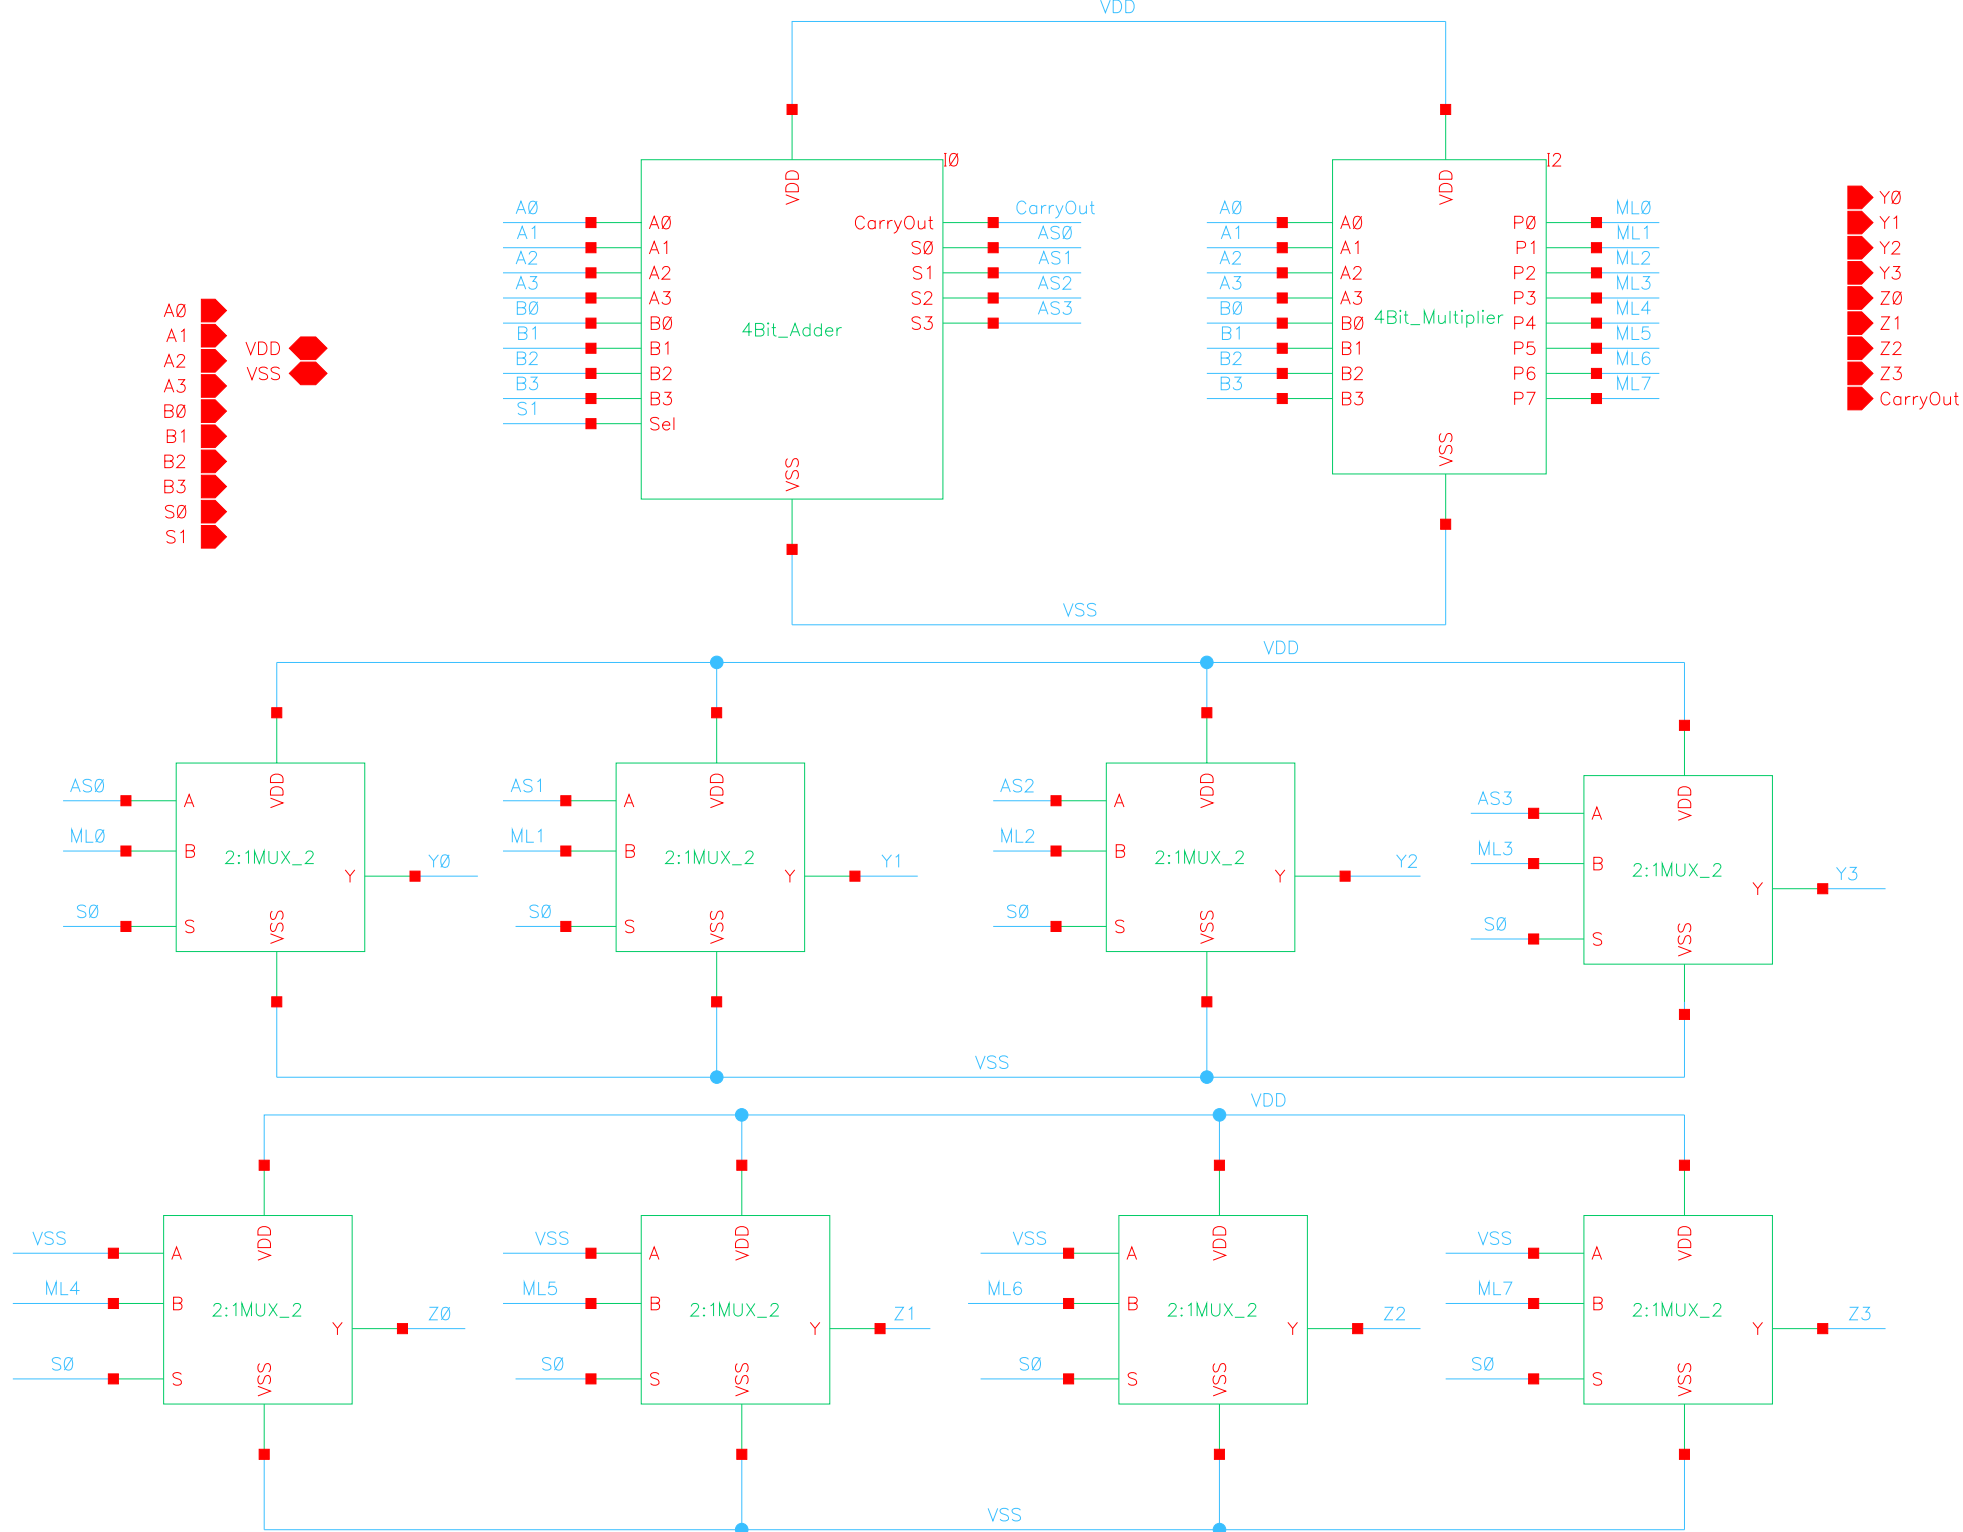 VDD
I0
I2
VDD
VDD
A0 A0 CarryOut CarryOut
A1 A1 S0 AS0
A2 A2 S1 AS1
A3 A3 S2 AS2
B0 B0 S3 AS3
B1 B1
B2 B2
B3 B3
S1 Sel
4Bit_Adder
VSS
A0 A0 P0 ML0
A1 A1 P1 ML1
A2 A2 P2 ML2
A3 A3 P3 ML3
B0 B0 P4 ML4
B1 B1 P5 ML5
B2 B2 P6 ML6
B3 B3 P7 ML7
4Bit_Multiplier
VSS
Y0
Y1
Y2
Y3
Z0
Z1
Z2
Z3
CarryOut
A0
A1
A2
A3
B0
B1
B2
B3
S0
S1
VDD
VSS
VSS
VDD
AS0 A VDD
ML0 B 2:1MUX_2 Y Y0
S0 S VSS
AS1 A VDD
ML1 B 2:1MUX_2 Y Y1
S0 S VSS
AS2 A VDD
ML2 B 2:1MUX_2 Y Y2
S0 S VSS
AS3 A VDD
ML3 B 2:1MUX_2 Y Y3
S0 S VSS
VSS
VDD
VSS A VDD
ML4 B 2:1MUX_2 Y Z0
S0 S VSS
VSS A VDD
ML5 B 2:1MUX_2 Y Z1
S0 S VSS
VSS A VDD
ML6 B 2:1MUX_2 Y Z2
S0 S VSS
VSS A VDD
ML7 B 2:1MUX_2 Y Z3
S0 S VSS
VSS